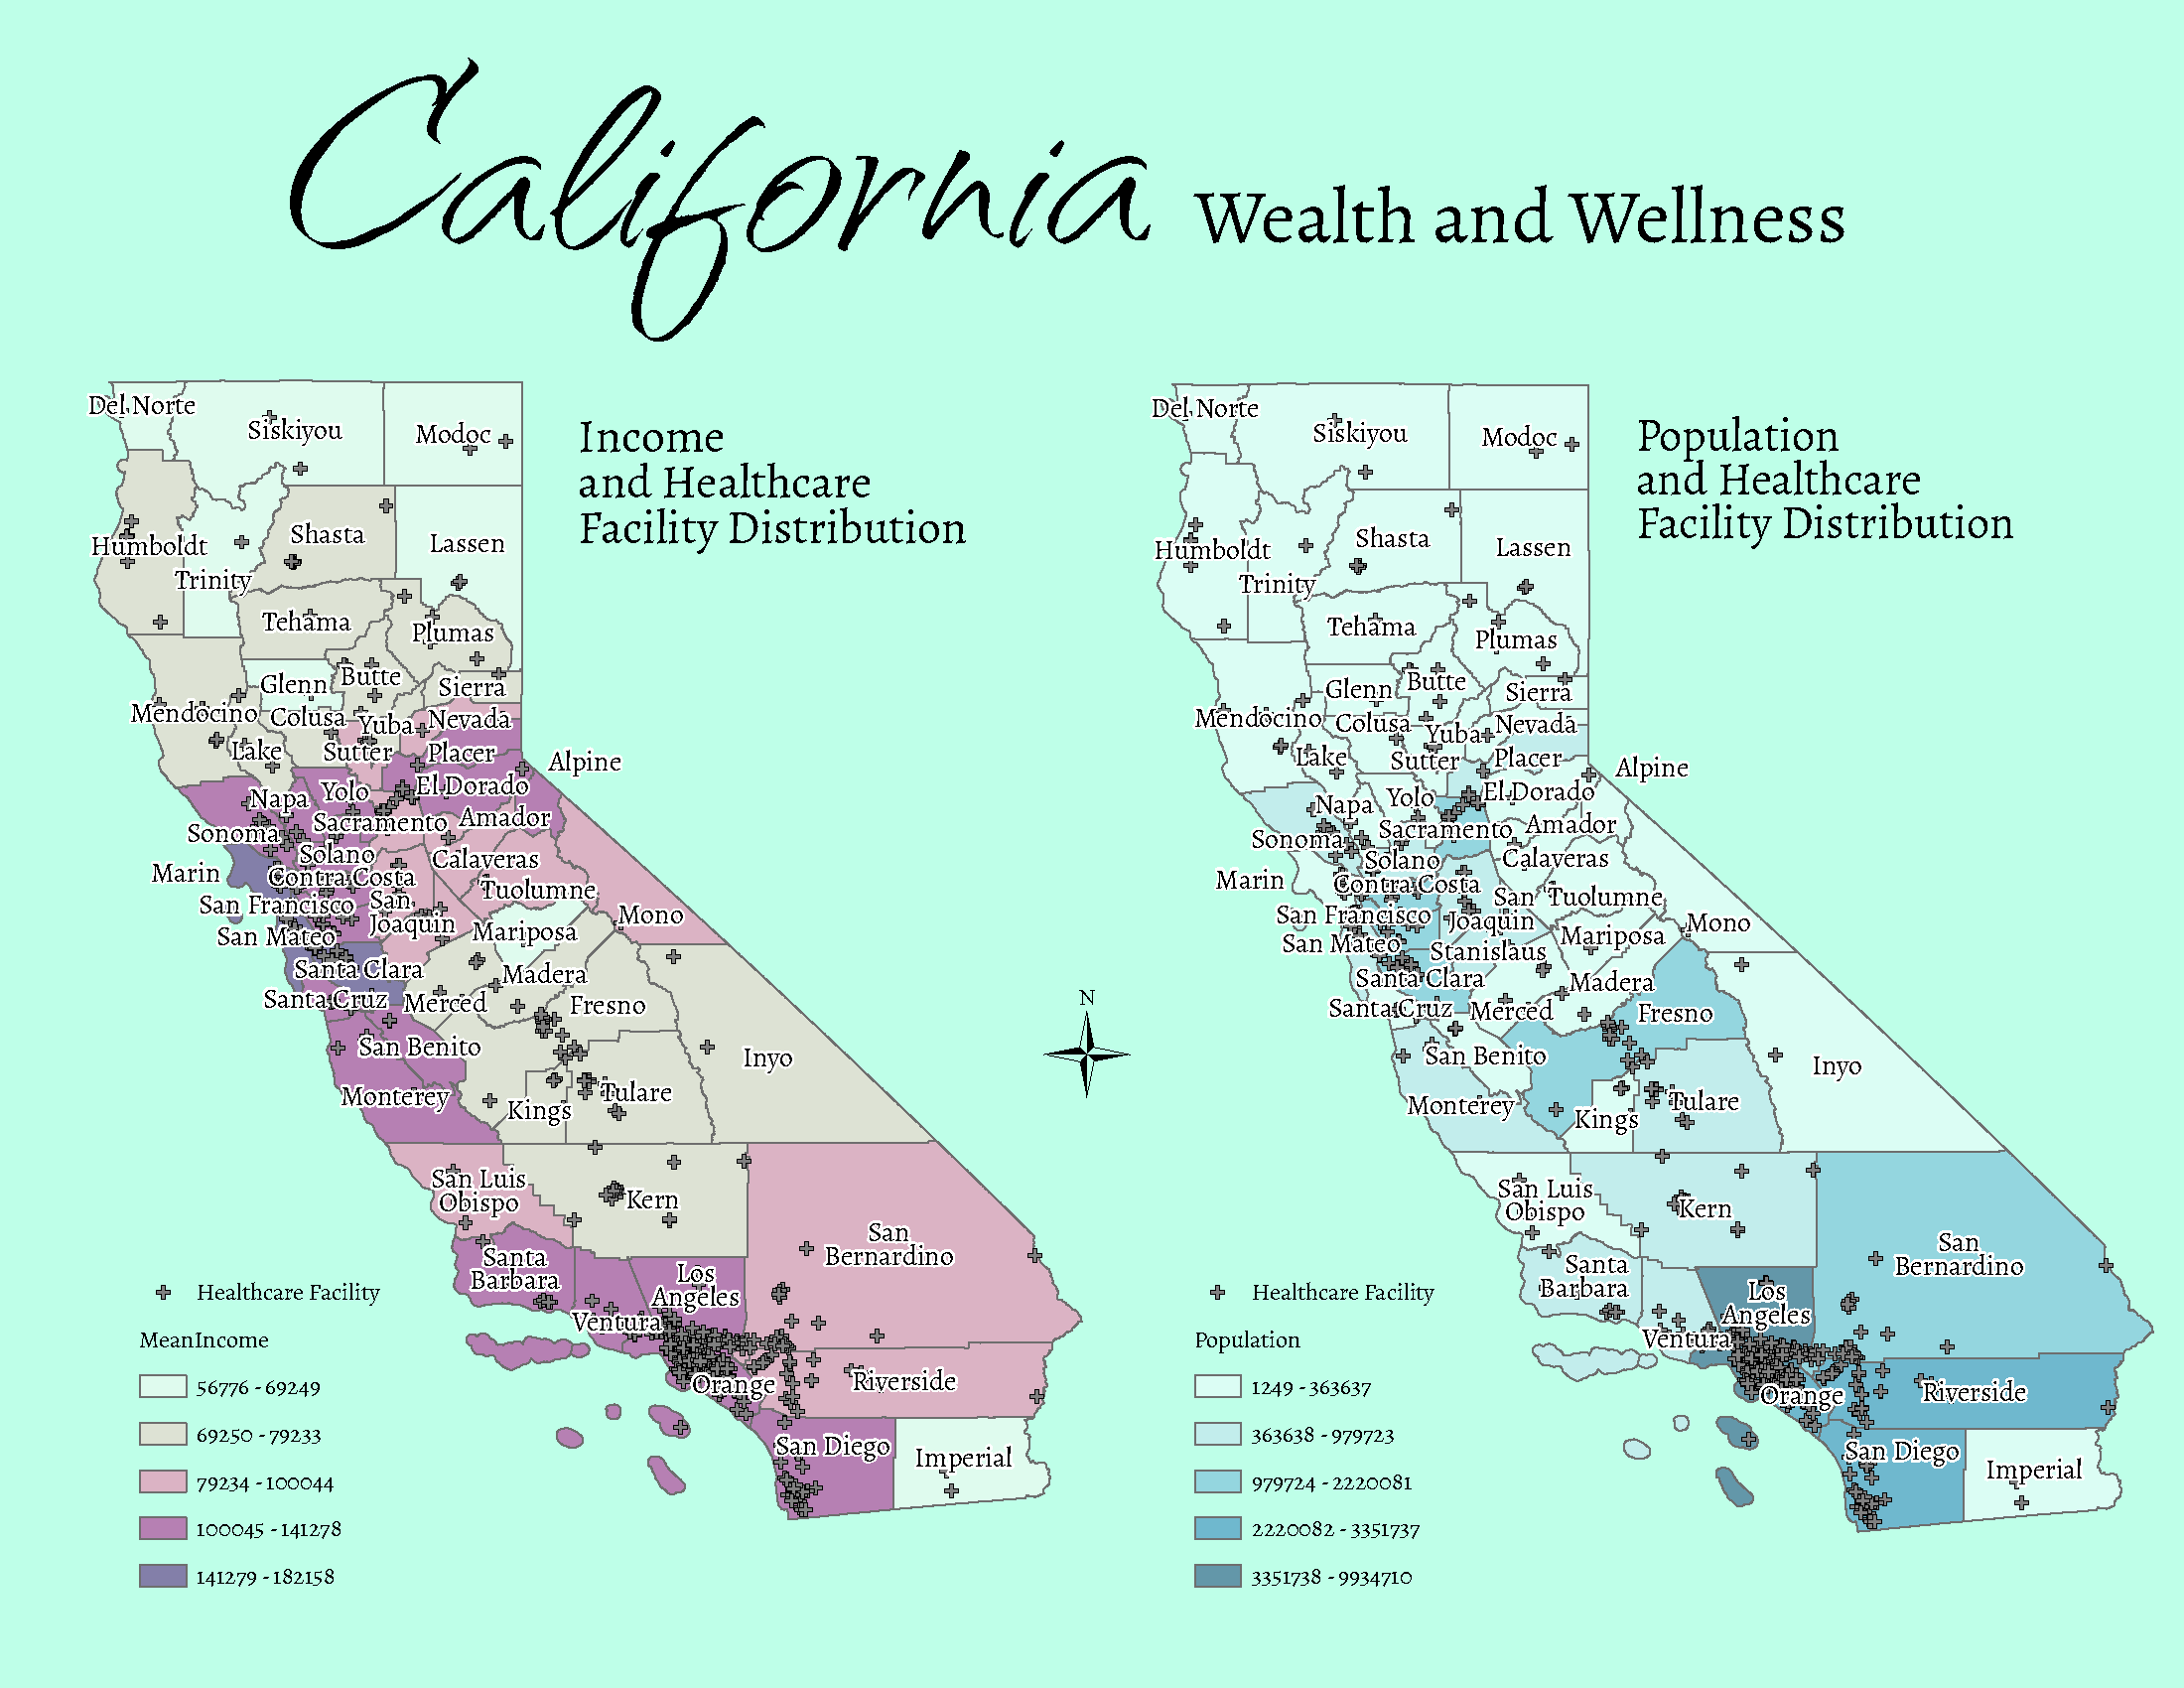 California Wealth and Wellness
Income
and Healthcare
Facility Distribution
Del Norte
Siskiyou
Modoc
Humboldt
Trinity
Shasta
Lassen
Tehama
Plumas
Glenn
Butte
Sierra
Mendocino
Colusa
Yuba
Nevada
Lake
Sutter
Placer
Alpine
Napa
Yolo
El Dorado
Sonoma
Sacramento
Amador
Solano
Calaveras
Marin
Contra Costa
Tuolumne
San Francisco
San
Joaquin
Mono
San Mateo
Mariposa
Santa Clara
Madera
Santa Cruz
Merced
Fresno
San Benito
Inyo
Monterey
Kings
Tulare
San Luis
Obispo
Kern
San
Bernardino
Santa
Barbara
Los
Angeles
Ventura
Orange
Riverside
San Diego
Imperial
Healthcare Facility
MeanIncome
56776 - 69249
69250 - 79233
79234 - 100044
100045 - 141278
141279 - 182158
N
Population
and Healthcare
Facility Distribution
Del Norte
Siskiyou
Modoc
Humboldt
Trinity
Shasta
Lassen
Tehama
Plumas
Glenn
Butte
Sierra
Mendocino
Colusa
Yuba
Nevada
Lake
Sutter
Placer
Alpine
Napa
Yolo
El Dorado
Sonoma
Sacramento
Amador
Solano
Calaveras
Marin
Contra Costa
San
Joaquin
Tuolumne
San Francisco
Mono
San Mateo
Stanislaus
Mariposa
Santa Clara
Madera
Santa Cruz
Merced
Fresno
San Benito
Inyo
Monterey
Kings
Tulare
San Luis
Obispo
Kern
San
Bernardino
Santa
Barbara
Los
Angeles
Ventura
Orange
Riverside
San Diego
Imperial
Healthcare Facility
Population
1249 - 363637
363638 - 979723
979724 - 2220081
2220082 - 3351737
3351738 - 9934710